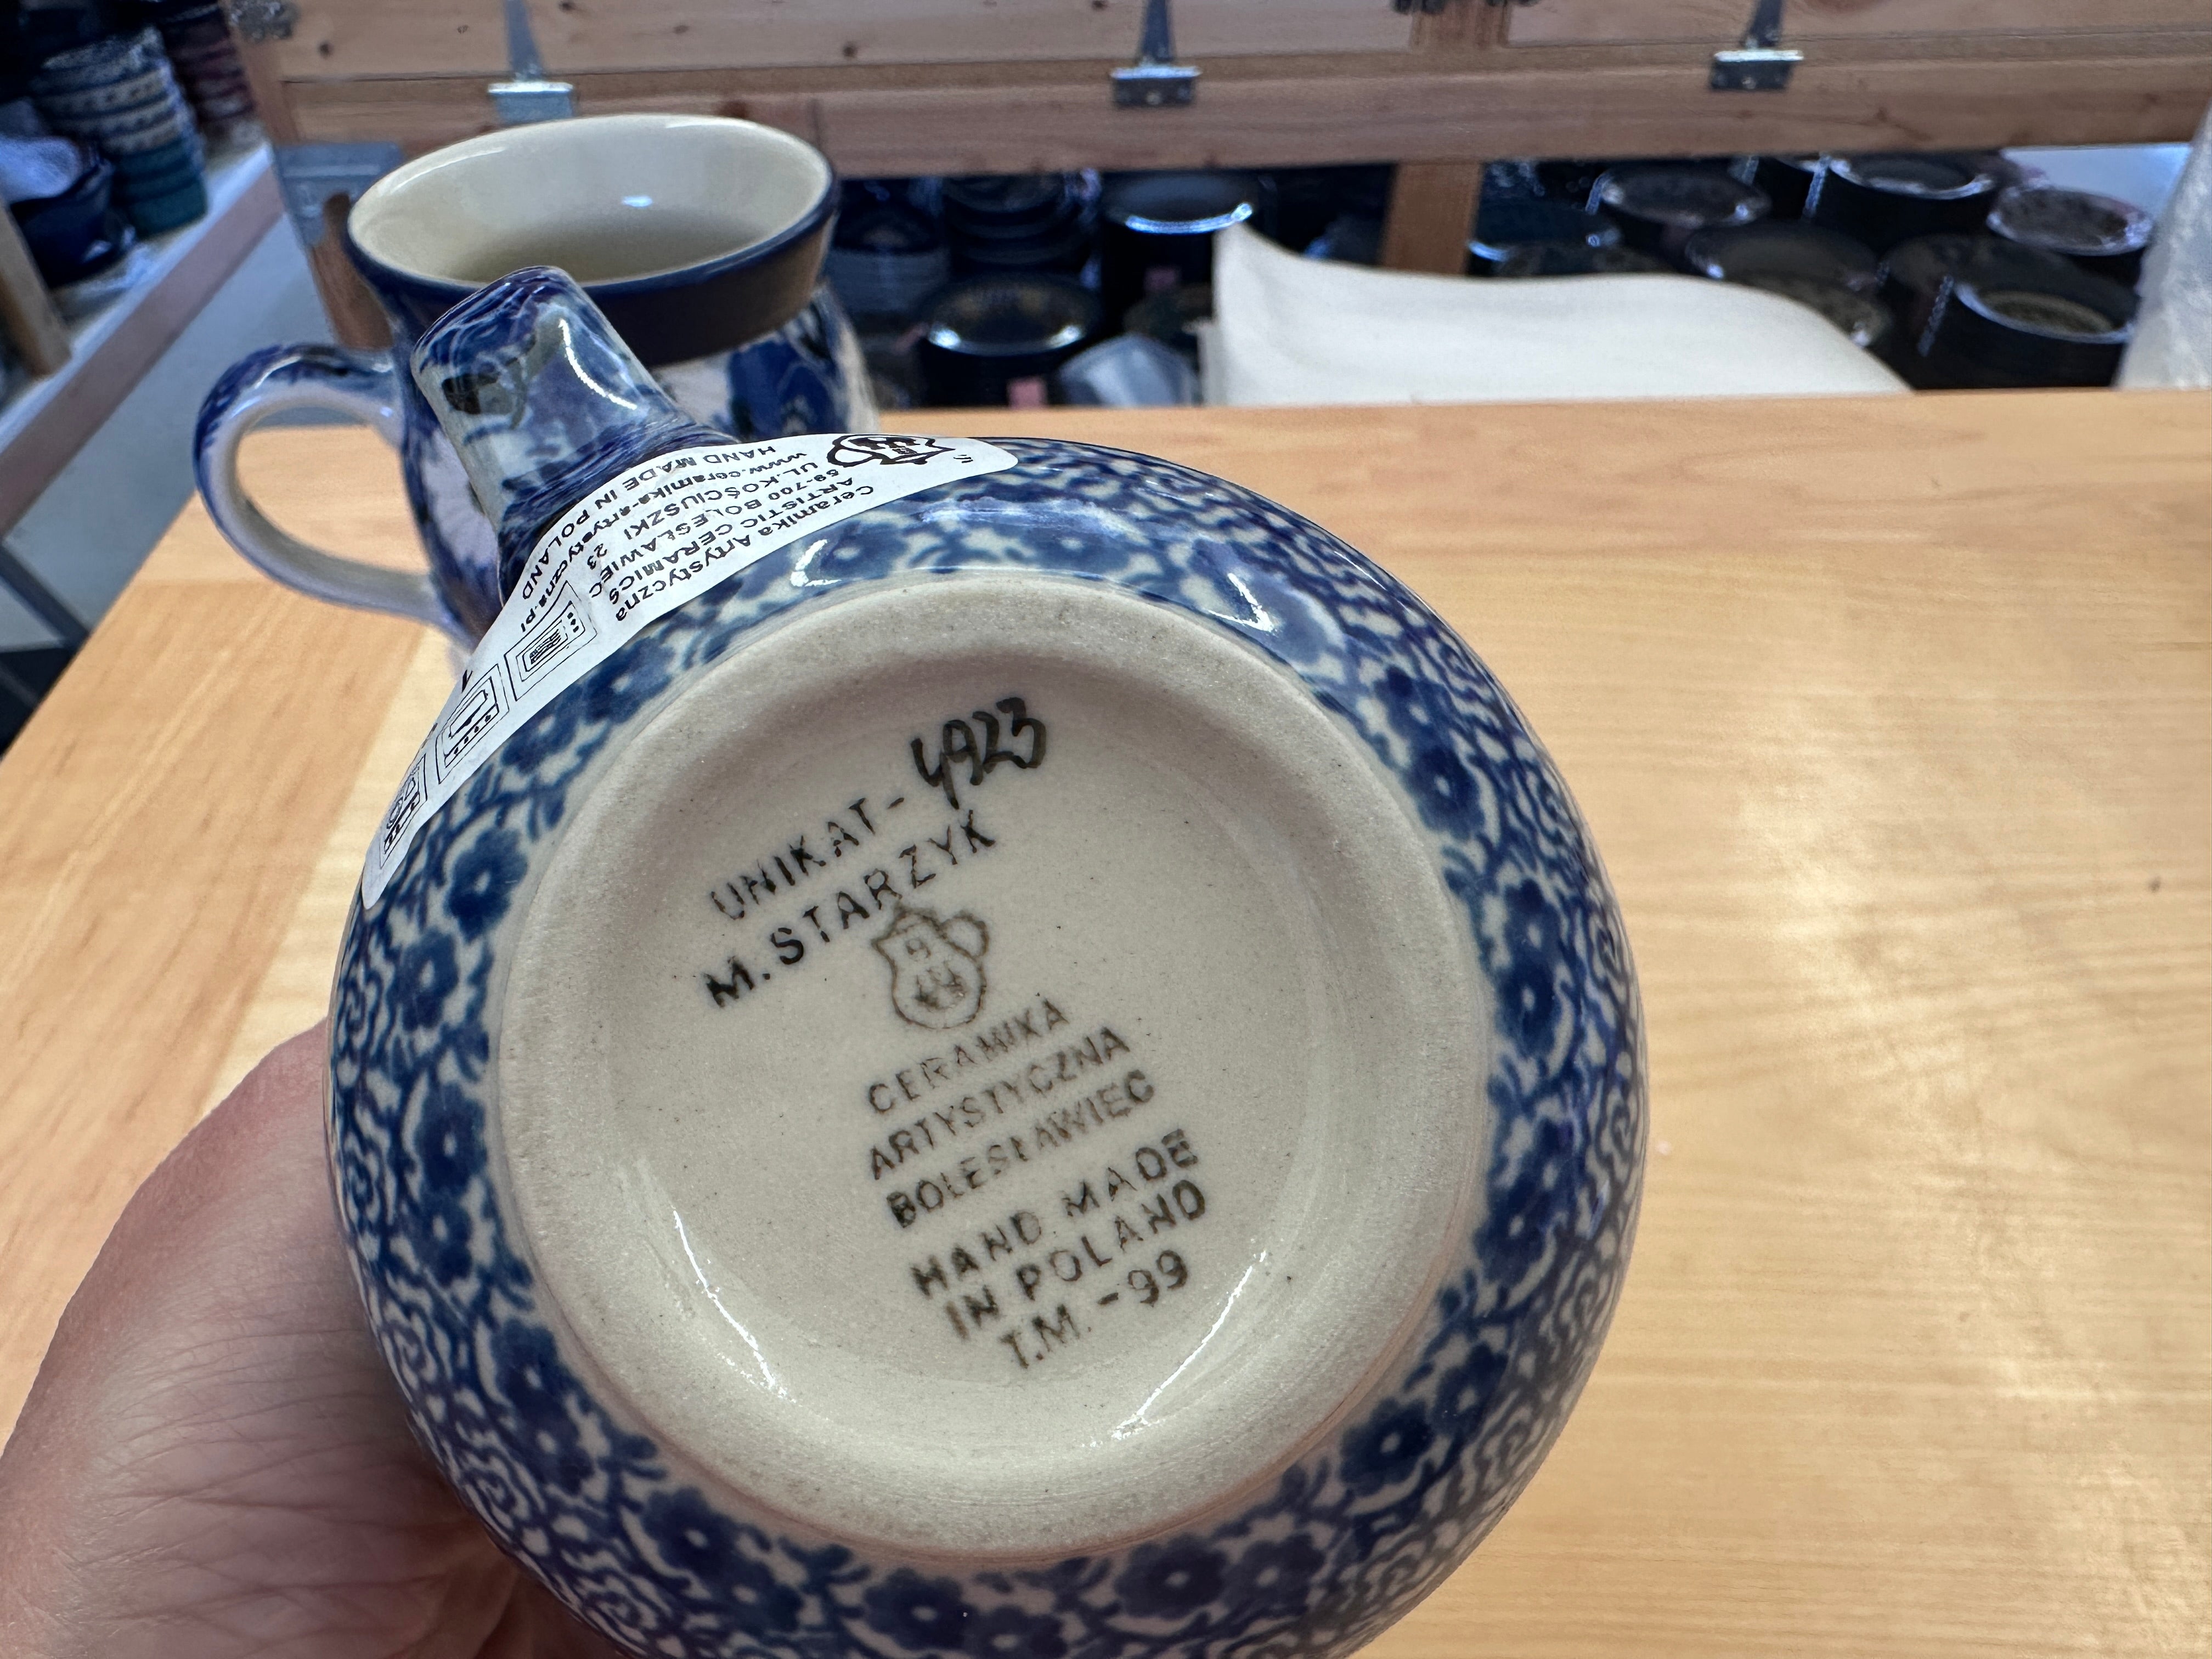 UNIKAT-4923
M.STARZYK
CERAMIKA
ARTYSTYCZNA
BOLESŁAWIEC
HAND MADE
IN POLAND
T.M. -99
Ceramika Artystyczna
ARTISTIC CERAMICS
59-700 BOLESŁAWIEC
UL.KOŚCIUSZKI 23
www.ceramika-artystyczna.pl
HAND MADE IN POLAND